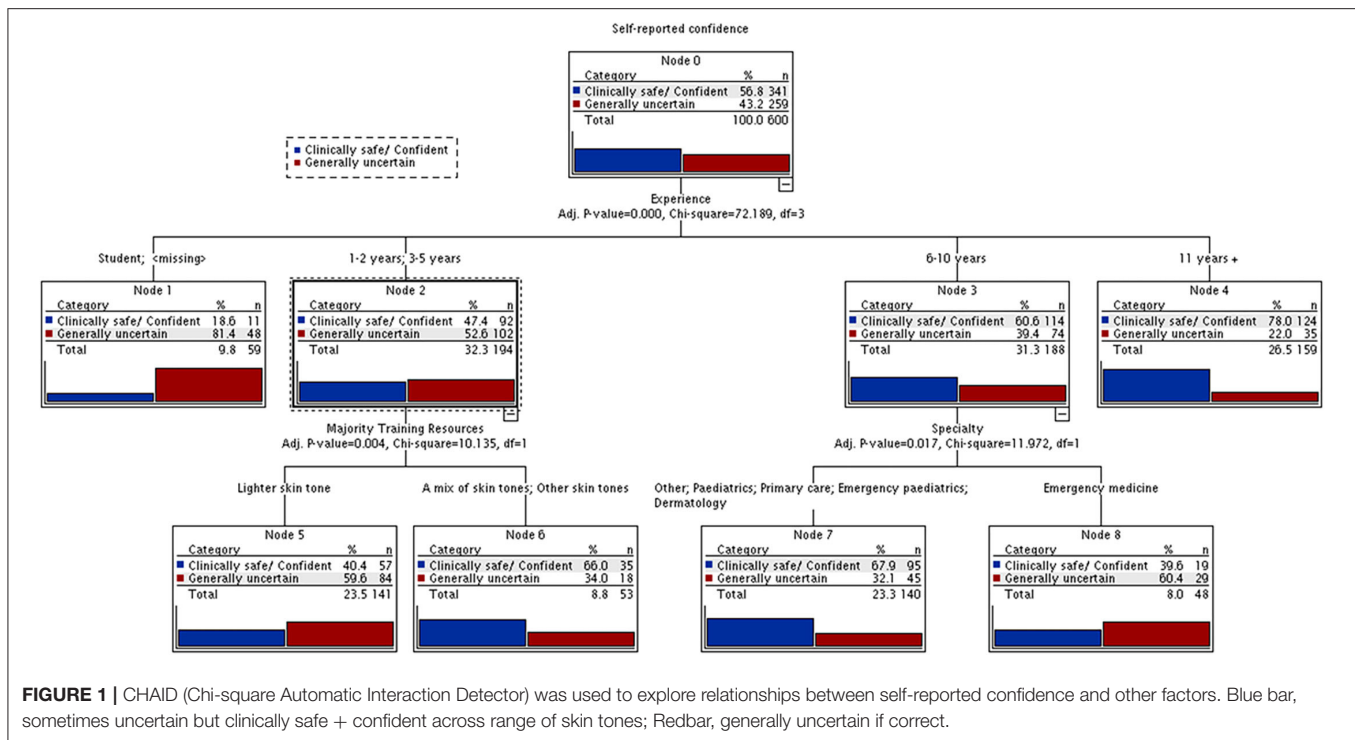 Self-reported confidence
Node 0
Category % n
Clinically safe/ Confident 56.8 341
Generally uncertain 43.2 259
Total 100.0 600
Clinically safe/ Confident
Generally uncertain
Experience
Adj. P-value=0.000, Chi-square=72.189, df=3
Student; <missing>
1-2 years; 3-5 years
6-10 years
11 years +
Node 1
Category % n
Clinically safe/ Confident 18.6 11
Generally uncertain 81.4 48
Total 9.8 59
Node 2
Category % n
Clinically safe/ Confident 47.4 92
Generally uncertain 52.6 102
Total 32.3 194
Node 3
Category % n
Clinically safe/ Confident 60.6 114
Generally uncertain 39.4 74
Total 31.3 188
Node 4
Category % n
Clinically safe/ Confident 78.0 124
Generally uncertain 22.0 35
Total 26.5 159
Majority Training Resources
Adj. P-value=0.004, Chi-square=10.135, df=1
Specialty
Adj. P-value=0.017, Chi-square=11.972, df=1
Lighter skin tone
A mix of skin tones; Other skin tones
Other; Paediatrics; Primary care; Emergency paediatrics;
Dermatology
Emergency medicine
Node 5
Category % n
Clinically safe/ Confident 40.4 57
Generally uncertain 59.6 84
Total 23.5 141
Node 6
Category % n
Clinically safe/ Confident 66.0 35
Generally uncertain 34.0 18
Total 8.8 53
Node 7
Category % n
Clinically safe/ Confident 67.9 95
Generally uncertain 32.1 45
Total 23.3 140
Node 8
Category % n
Clinically safe/ Confident 39.6 19
Generally uncertain 60.4 29
Total 8.0 48
FIGURE 1 | CHAID (Chi-square Automatic Interaction Detector) was used to explore relationships between self-reported confidence and other factors. Blue bar,
sometimes uncertain but clinically safe + confident across range of skin tones; Redbar, generally uncertain if correct.